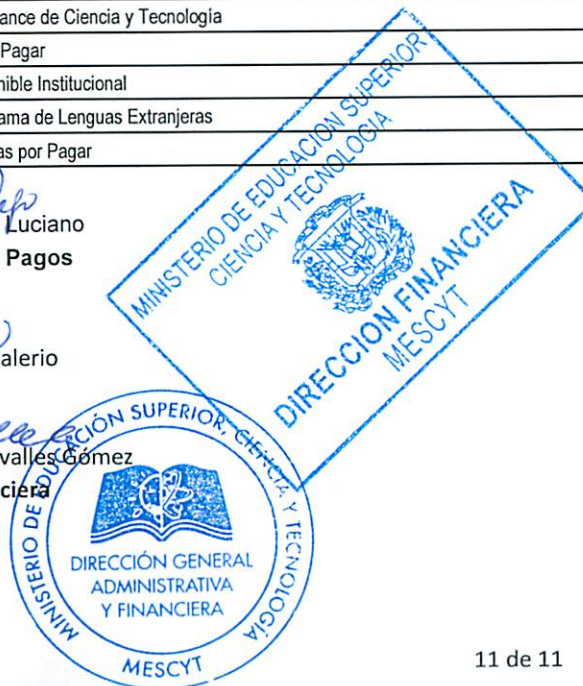 ance de Ciencia y Tecnología
Pagar
nible Institucional
ama de Lenguas Extranjeras
as por Pagar
Luciano
Pagos
alerio
valles Gómez
ciera
MINISTERIO DE EDUCACION SUPERIOR
CIENCIA Y TECNOLOGIA
DIRECCION FINANCIERA
MESCYT
MINISTERIO DE EDUCACIÓN SUPERIOR, CIENCIA Y TECNOLOGÍA
DIRECCIÓN GENERAL
ADMINISTRATIVA
Y FINANCIERA
MESCYT
11 de 11